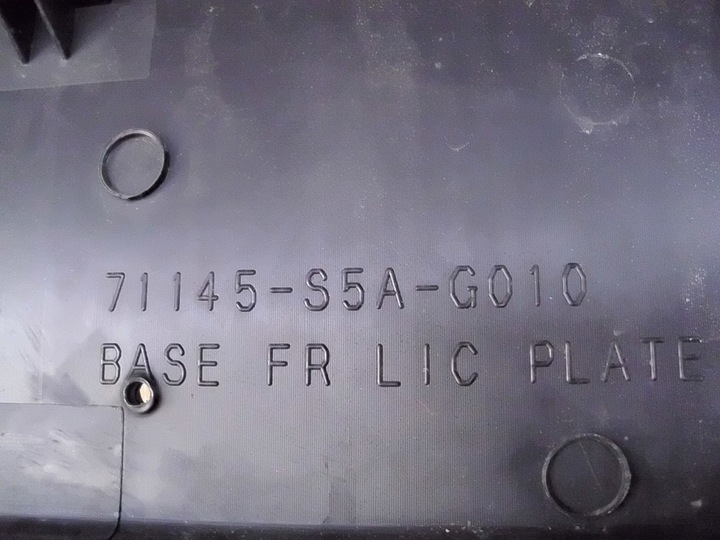 71145-S5A-G010
BASE FR LIC PLATE